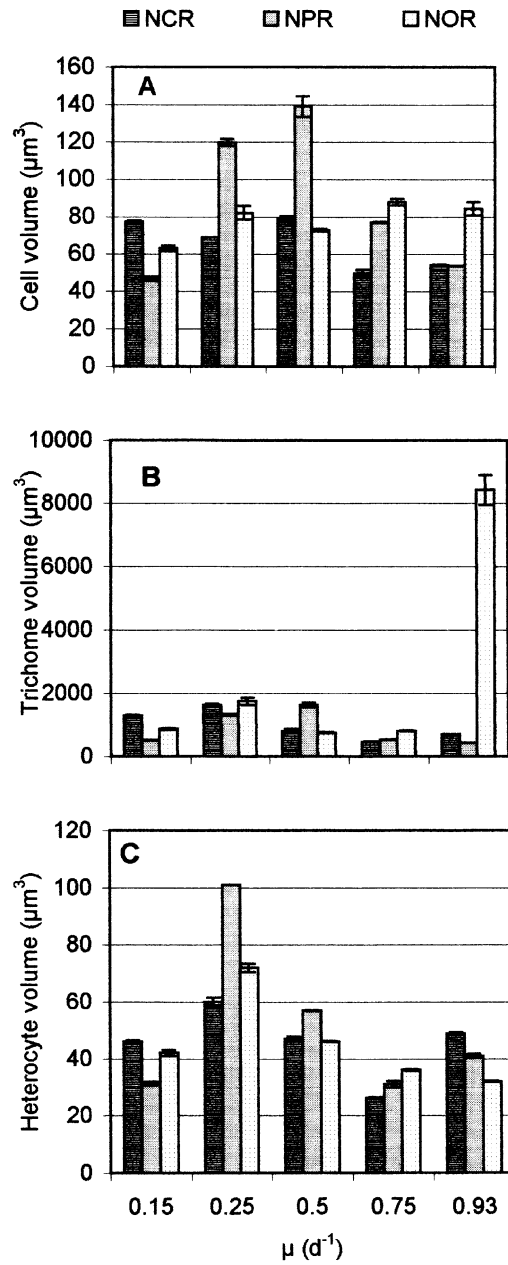 NCR NPR NOR
A
Cell volume (µm³)
160
140
120
100
80
60
40
20
0
B
Trichome volume (µm³)
10000
8000
6000
4000
2000
0
C
Heterocyte volume (µm³)
120
100
80
60
40
20
0
0.15 0.25 0.5 0.75 0.93
µ (d⁻¹)